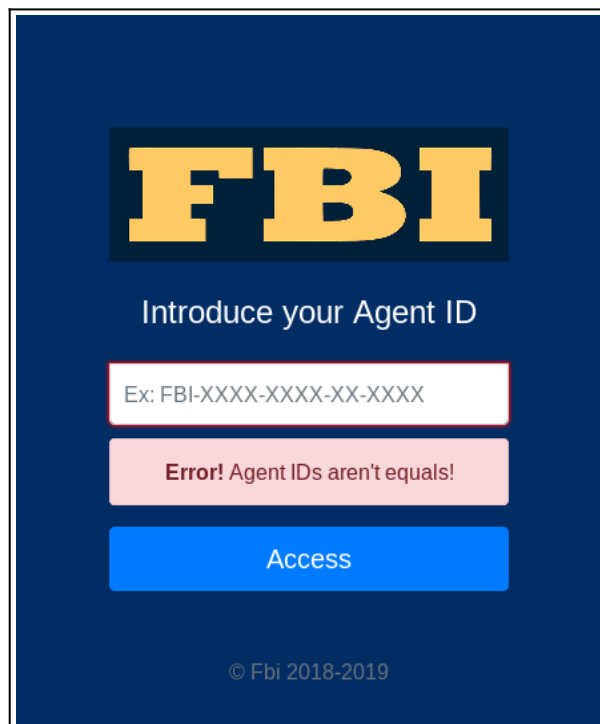 FBI
Introduce your Agent ID
Ex: FBI-XXXX-XXXX-XX-XXXX
Error! Agent IDs aren't equals!
Access
© Fbi 2018-2019